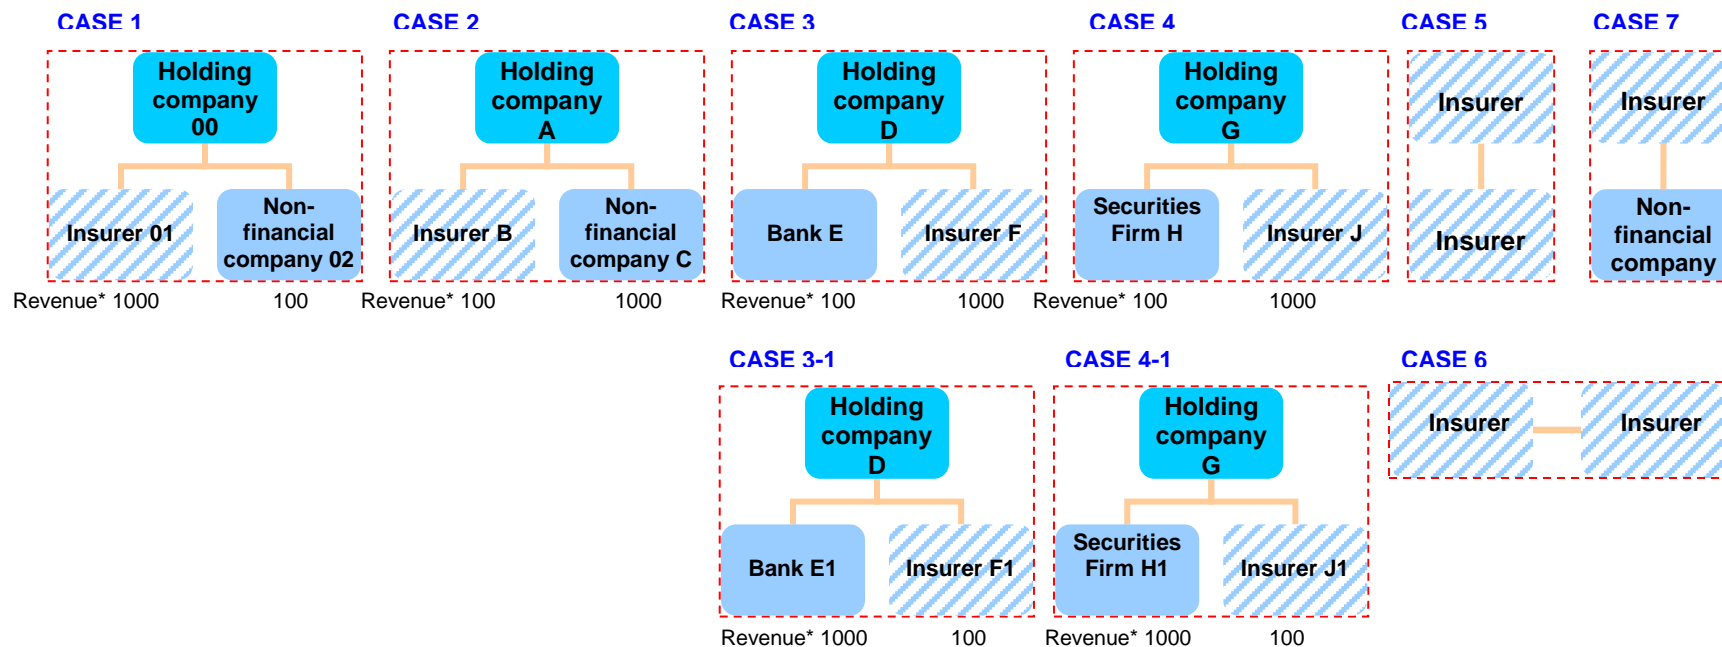 CASE 1
CASE 2
CASE 3
CASE 4
CASE 5
CASE 7
Holding
company
00
Insurer 01
Non-
financial
company 02
Revenue* 1000
100
Holding
company
A
Insurer B
Non-
financial
company C
Revenue* 100
1000
Holding
company
D
Bank E
Insurer F
Revenue* 100
1000
Holding
company
G
Securities
Firm H
Insurer J
Revenue* 100
1000
Insurer
Insurer
Insurer
Non-
financial
company
CASE 3-1
CASE 4-1
CASE 6
Holding
company
D
Bank E1
Insurer F1
Revenue* 1000
100
Holding
company
G
Securities
Firm H1
Insurer J1
Revenue* 1000
100
Insurer
Insurer